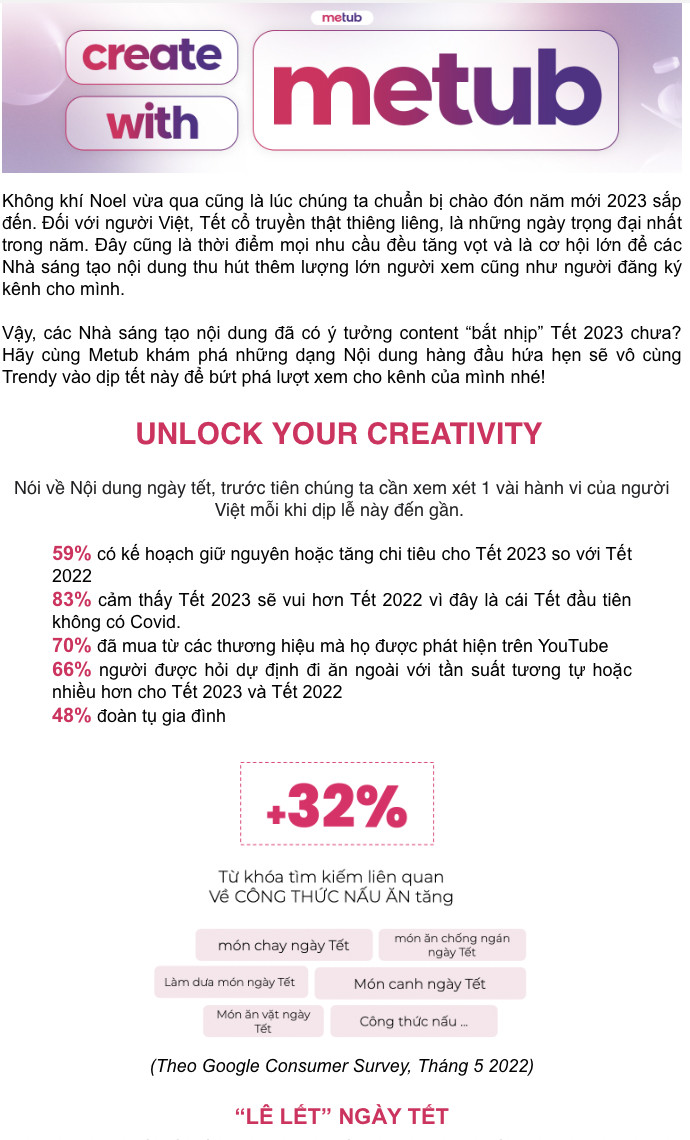 metub
create
with
metub
Không khí Noel vừa qua cũng là lúc chúng ta chuẩn bị chào đón năm mới 2023 sắp
đến. Đối với người Việt, Tết cổ truyền thật thiêng liêng, là những ngày trọng đại nhất
trong năm. Đây cũng là thời điểm mọi nhu cầu đều tăng vọt và là cơ hội lớn để các
Nhà sáng tạo nội dung thu hút thêm lượng lớn người xem cũng như người đăng ký
kênh cho mình.
Vậy, các Nhà sáng tạo nội dung đã có ý tưởng content “bắt nhịp” Tết 2023 chưa?
Hãy cùng Metub khám phá những dạng Nội dung hàng đầu hứa hẹn sẽ vô cùng
Trendy vào dịp tết này để bứt phá lượt xem cho kênh của mình nhé!
UNLOCK YOUR CREATIVITY
Nói về Nội dung ngày tết, trước tiên chúng ta cần xem xét 1 vài hành vi của người
Việt mỗi khi dịp lễ này đến gần.
59% có kế hoạch giữ nguyên hoặc tăng chi tiêu cho Tết 2023 so với Tết
2022
83% cảm thấy Tết 2023 sẽ vui hơn Tết 2022 vì đây là cái Tết đầu tiên
không có Covid.
70% đã mua từ các thương hiệu mà họ được phát hiện trên YouTube
66% người được hỏi dự định đi ăn ngoài với tần suất tương tự hoặc
nhiều hơn cho Tết 2023 và Tết 2022
48% đoàn tụ gia đình
+32%
Từ khóa tìm kiếm liên quan
Về CÔNG THỨC NẤU ĂN tăng
món chay ngày Tết
món ăn chống ngán
ngày Tết
Làm dưa món ngày Tết
Món canh ngày Tết
Món ăn vặt ngày
Tết
Công thức nấu ...
(Theo Google Consumer Survey, Tháng 5 2022)
“LÊ LẾT” NGÀY TẾT